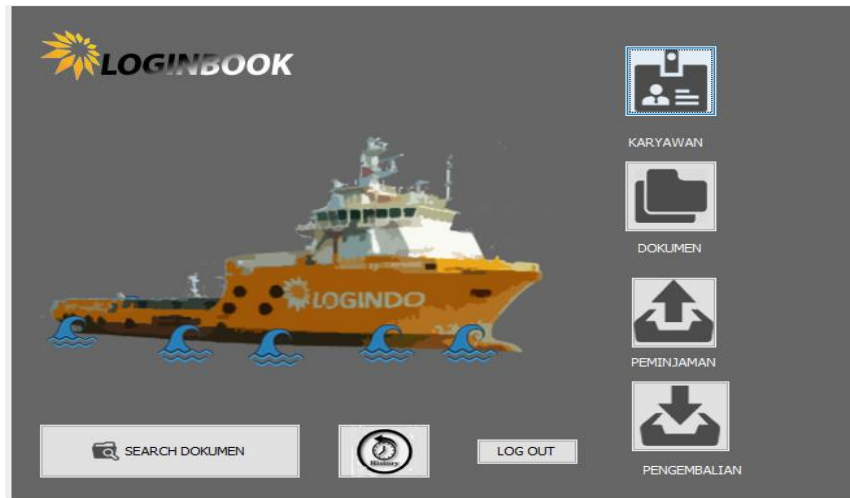 LOGINBOOK
KARYAWAN
DOKUMEN
LOGINDO
PEMINJAMAN
SEARCH DOKUMEN
History
LOG OUT
PENGEMBALIAN